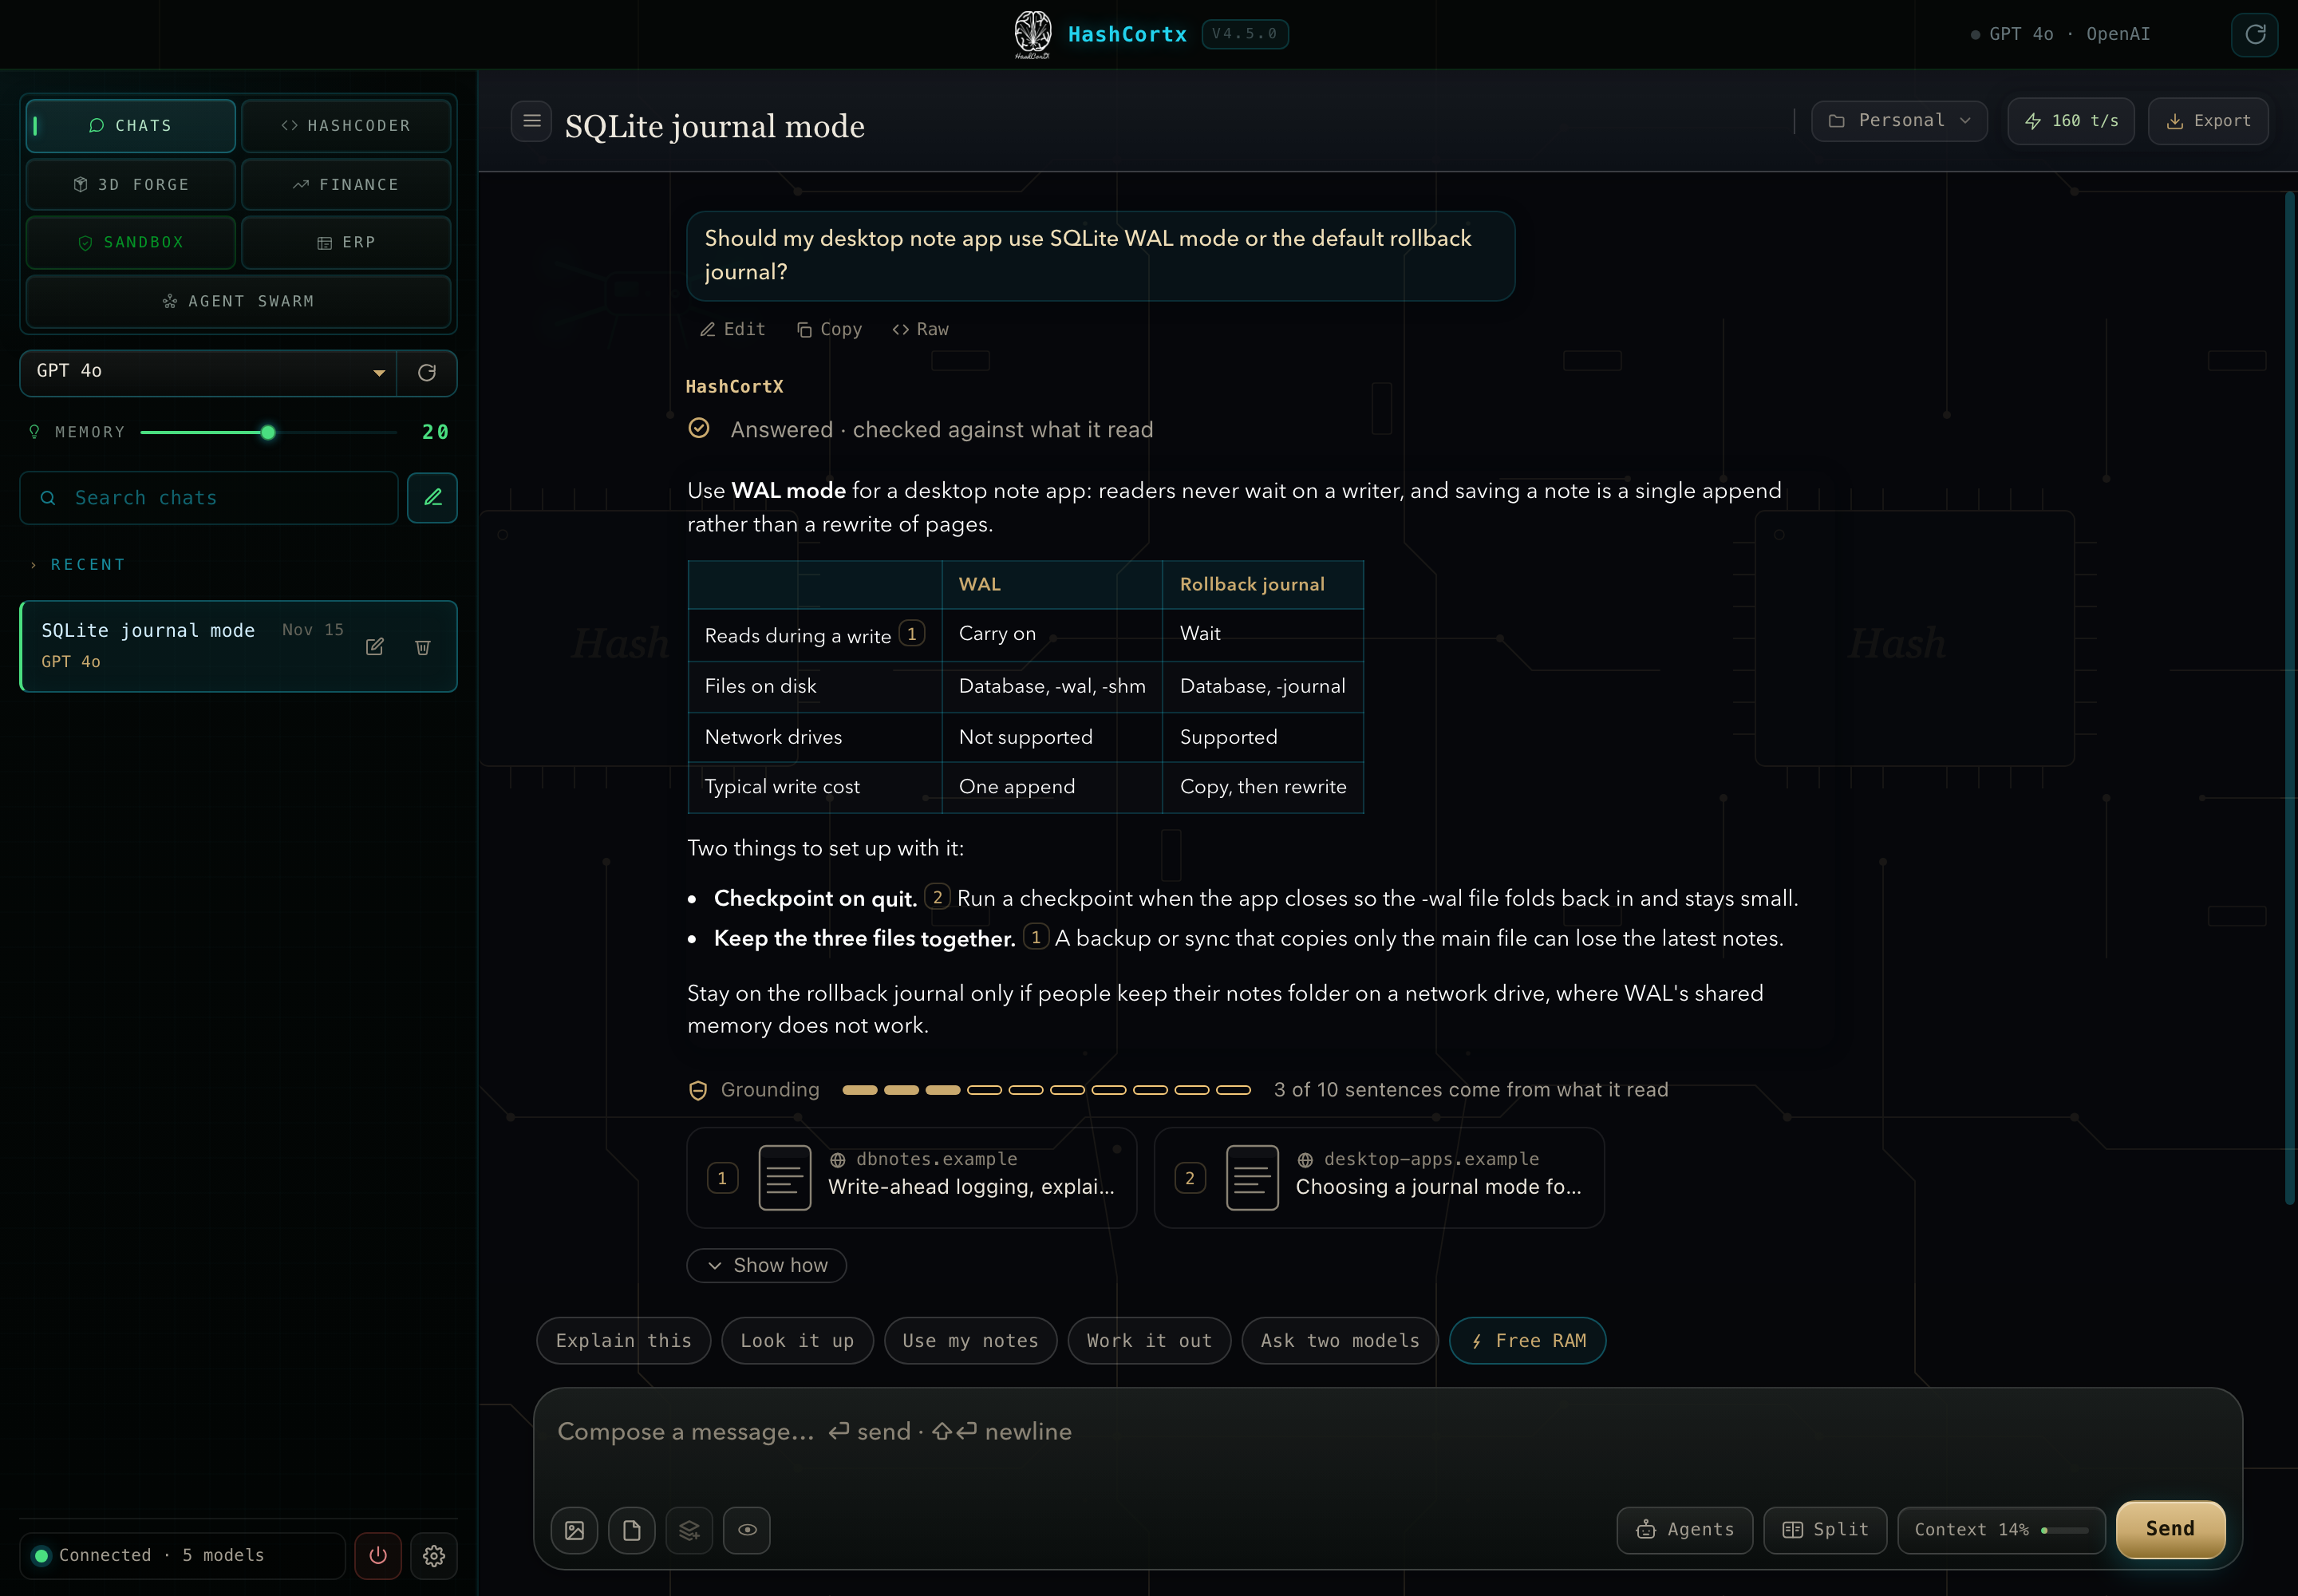 HashCortx V4.5.0
GPT 4o · OpenAI
CHATS
HASHCODER
3D FORGE
FINANCE
SANDBOX
ERP
AGENT SWARM
GPT 4o
MEMORY 20
Search chats
› RECENT
SQLite journal mode Nov 15
GPT 4o
Connected · 5 models
SQLite journal mode
Personal
160 t/s
Export
Should my desktop note app use SQLite WAL mode or the default rollback
journal?
Edit Copy Raw
HashCortX
Answered · checked against what it read
Use WAL mode for a desktop note app: readers never wait on a writer, and saving a note is a single append
rather than a rewrite of pages.
WAL Rollback journal
Reads during a write 1 Carry on Wait
Files on disk Database, -wal, -shm Database, -journal
Network drives Not supported Supported
Typical write cost One append Copy, then rewrite
Hash
Hash
Two things to set up with it:
• Checkpoint on quit. 2 Run a checkpoint when the app closes so the -wal file folds back in and stays small.
• Keep the three files together. 1 A backup or sync that copies only the main file can lose the latest notes.
Stay on the rollback journal only if people keep their notes folder on a network drive, where WAL's shared
memory does not work.
Grounding 3 of 10 sentences come from what it read
1 dbnotes.example
Write-ahead logging, explai...
2 desktop-apps.example
Choosing a journal mode fo...
Show how
Explain this
Look it up
Use my notes
Work it out
Ask two models
Free RAM
Compose a message... ⏎ send · ⇧⏎ newline
Agents
Split
Context 14%
Send